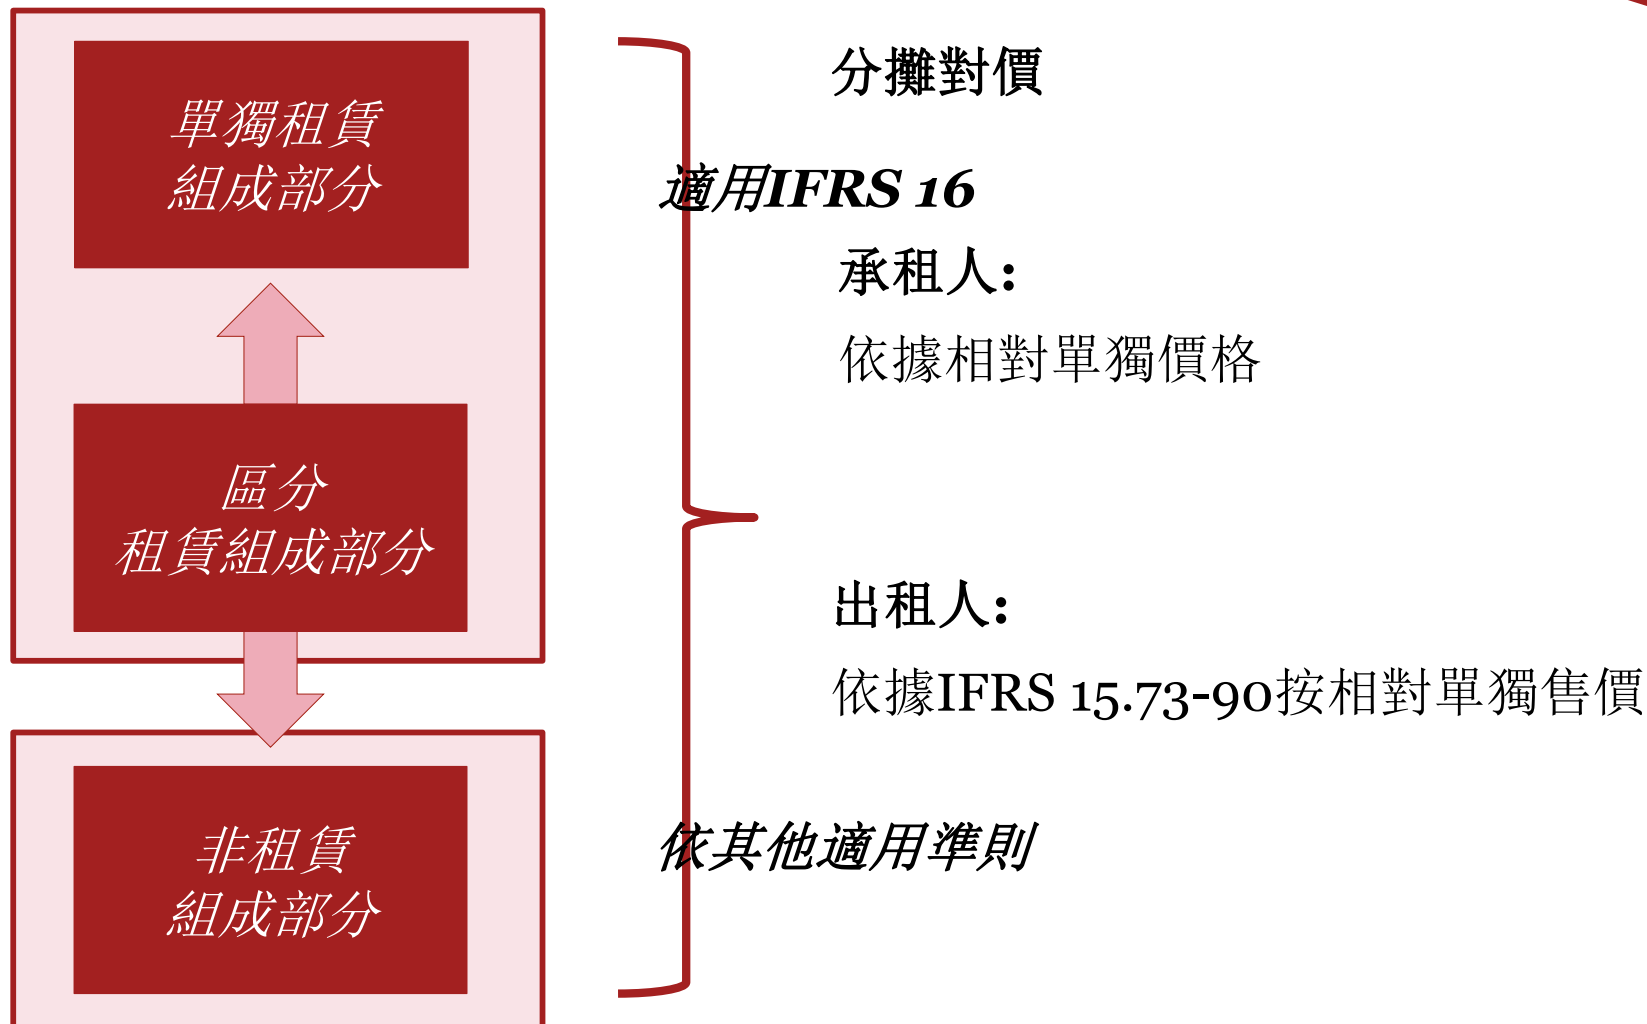 單獨租賃
組成部分
區分
租賃組成部分
非租賃
組成部分
分攤對價
適用IFRS 16
承租人:
依據相對單獨價格
出租人:
依據IFRS 15.73-90按相對單獨售價
依其他適用準則